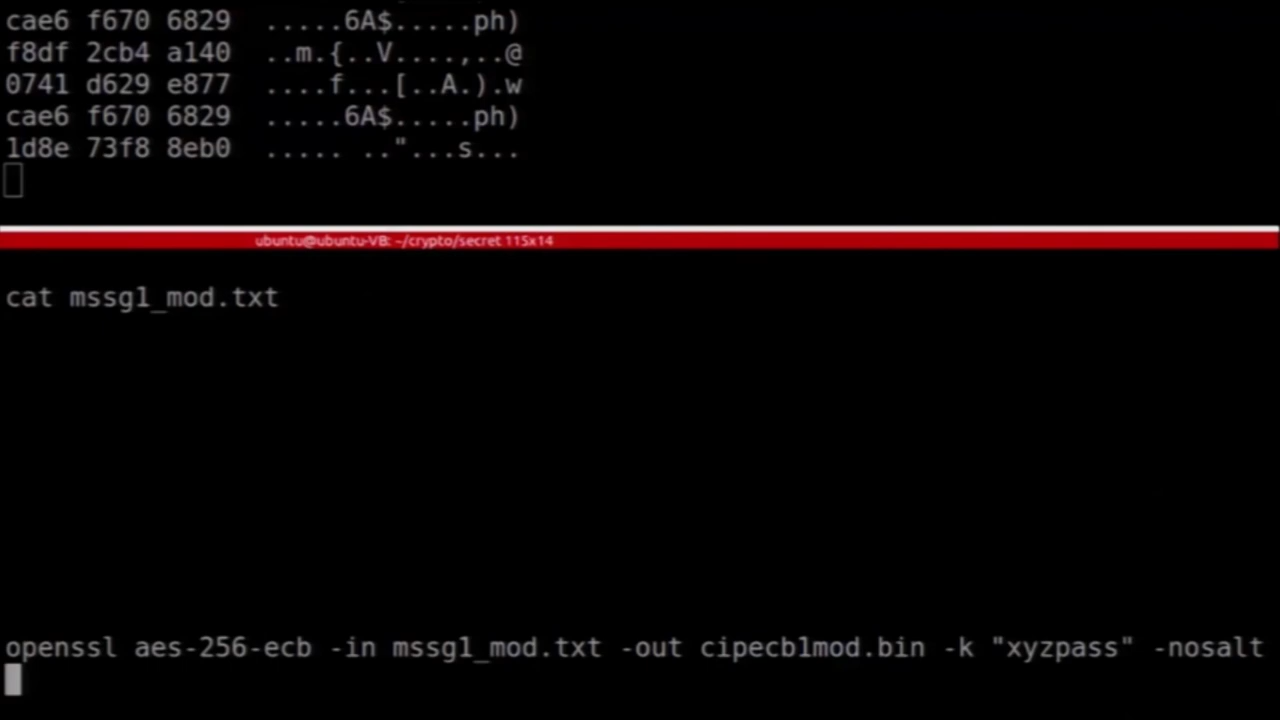 cae6 f670 6829  .....6A$.....ph)
f8df 2cb4 a140  ..m.{..V....,..@
0741 d629 e877  ....f...[..A.).w
cae6 f670 6829  .....6A$.....ph)
1d8e 73f8 8eb0  ..... .."...s...
ubuntu@ubuntu-VB: ~/crypto/secret 115x14
cat mssg1_mod.txt
openssl aes-256-ecb -in mssg1_mod.txt -out cipecb1mod.bin -k "xyzpass" -nosalt